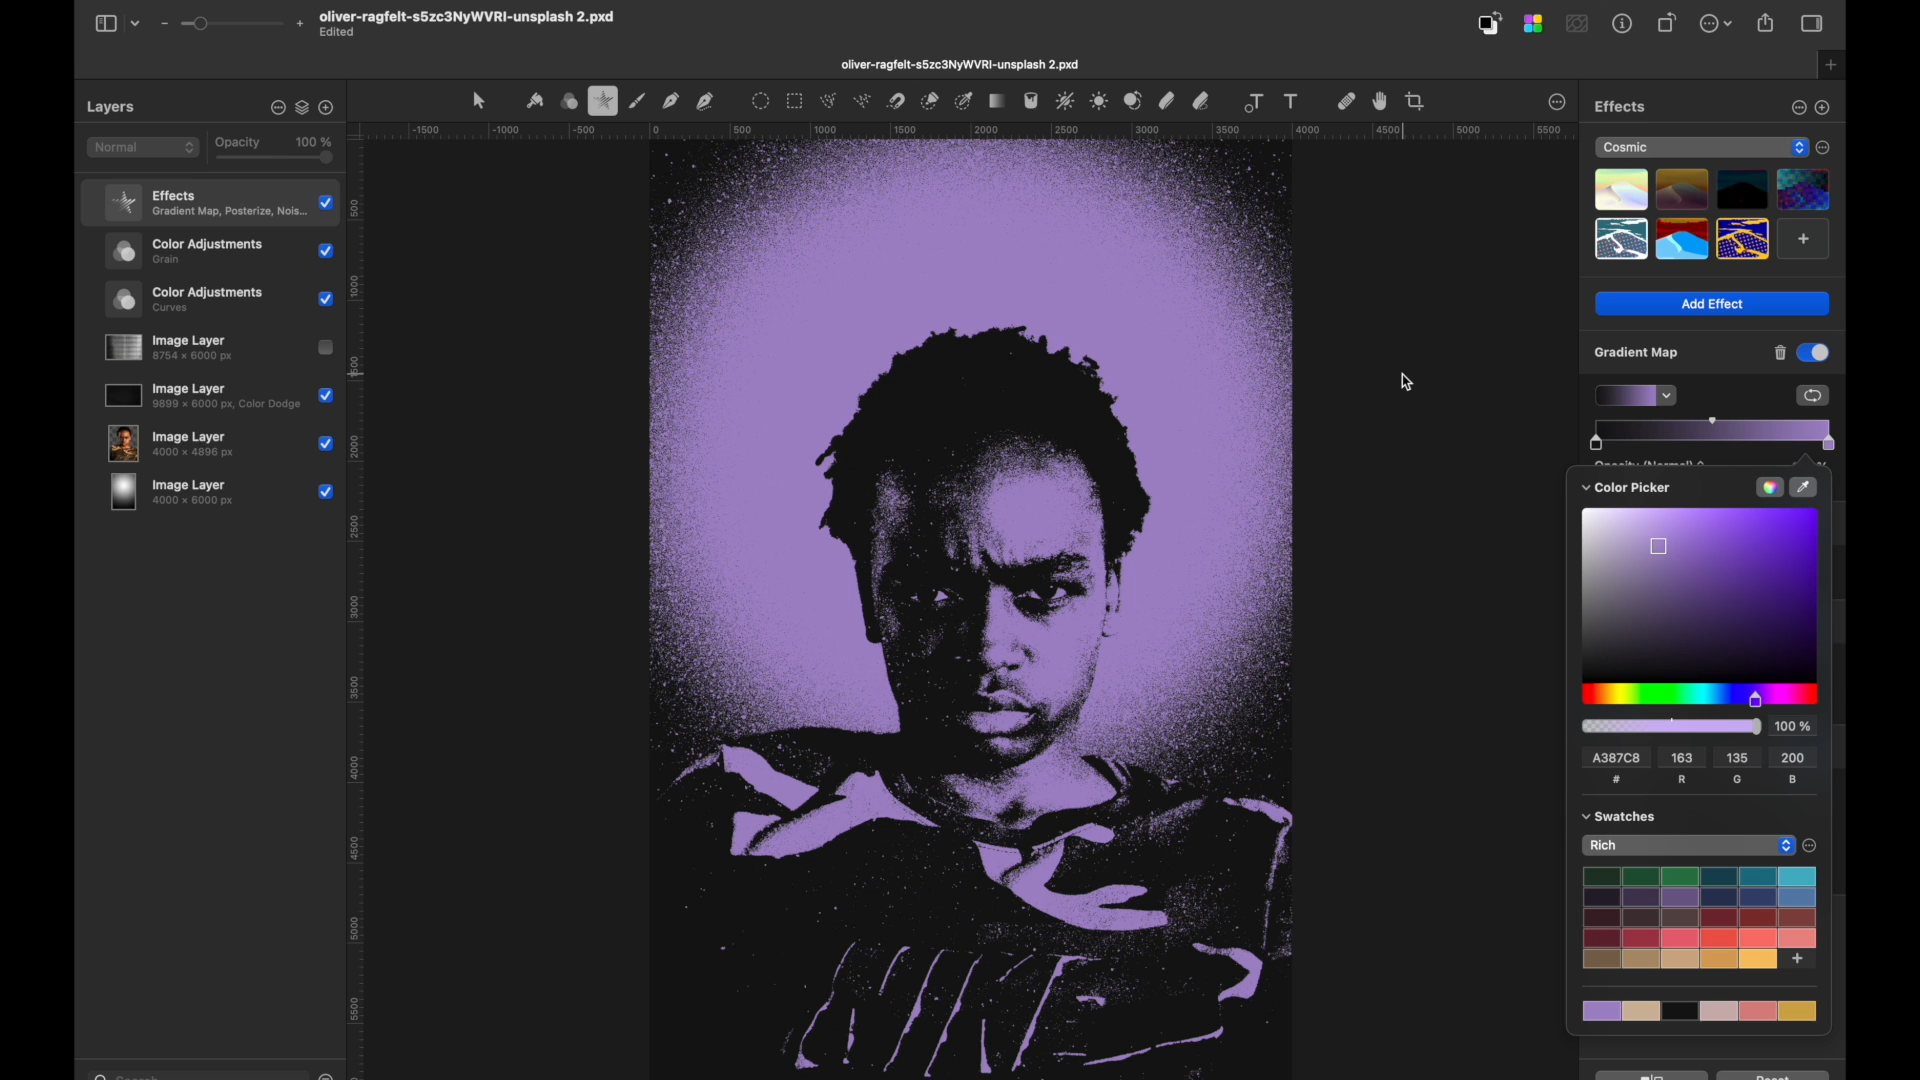 oliver-ragfelt-s5zc3NyWVRI-unsplash 2.pxd
Edited
oliver-ragfelt-s5zc3NyWVRI-unsplash 2.pxd
Layers
Normal
Opacity 100 %
Effects
Gradient Map, Posterize, Nois...
Color Adjustments
Grain
Color Adjustments
Curves
Image Layer
8754 × 6000 px
Image Layer
9899 × 6000 px, Color Dodge
Image Layer
4000 × 4896 px
Image Layer
4000 × 6000 px
-1500 -1000 -500 0 500 1000 1500 2000 2500 3000 3500 4000 4500 5000 5500
500
1000
1500
2000
2500
3000
3500
4000
4500
5000
5500
T T
Effects
Cosmic
Add Effect
Gradient Map
Opacity (Normal)
Color Picker
100 %
A387C8 163 135 200
# R G B
Swatches
Rich
Reset